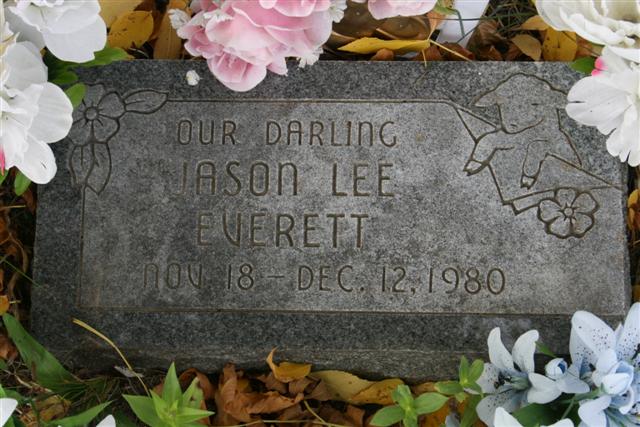 OUR DARLING
JASON LEE
EVERETT
NOV. 18 - DEC. 12, 1980